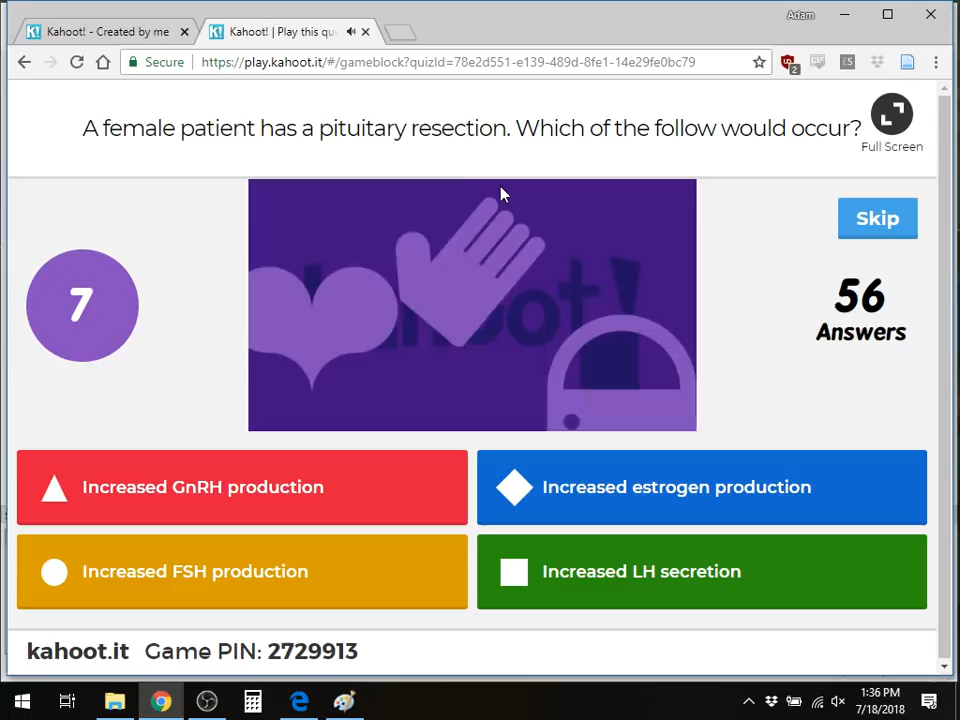 Adam
Kahoot! - Created by me
Kahoot! | Play this qu
Secure
https://play.kahoot.it/#/gameblock?quizId=78e2d551-e139-489d-8fe1-14e29fe0bc79
2
ES
A female patient has a pituitary resection. Which of the follow would occur?
Full Screen
Skip
7
56
Answers
Increased GnRH production
Increased estrogen production
Increased FSH production
Increased LH secretion
kahoot.it Game PIN: 2729913
1:36 PM
7/18/2018